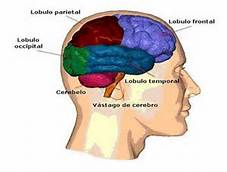 Lobulo parietal
Lobulo frontal
Lobulo
occipital
Lobulo temporal
Cerebelo
Vástago de cerebro